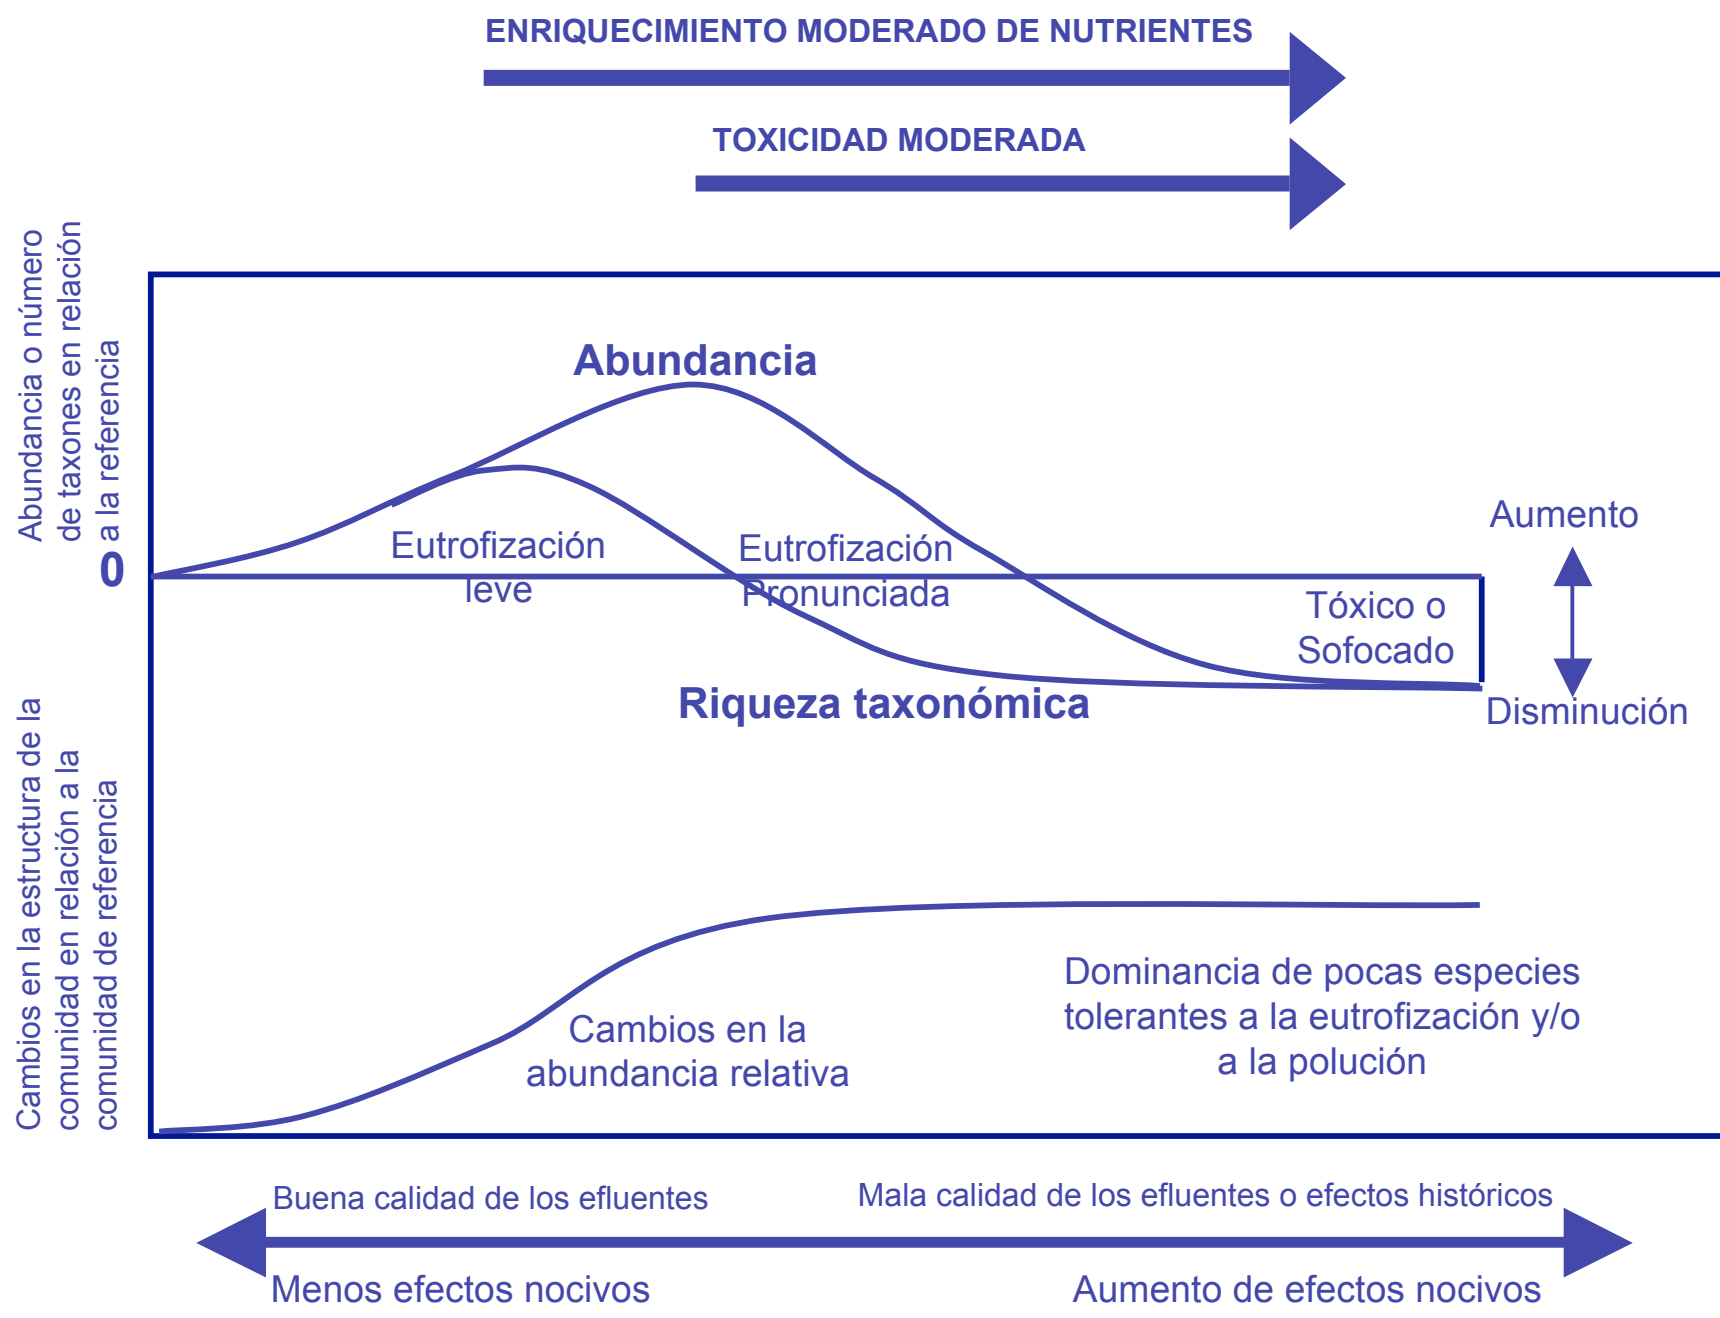 ENRIQUECIMIENTO MODERADO DE NUTRIENTES
TOXICIDAD MODERADA
Abundancia o número
de taxones en relación
a la referencia
0
Abundancia
Eutrofización
leve
Eutrofización
Pronunciada
Riqueza taxonómica
Tóxico o
Sofocado
Aumento
Disminución
Cambios en la estructura de la
comunidad en relación a la
comunidad de referencia
Cambios en la
abundancia relativa
Dominancia de pocas especies
tolerantes a la eutrofización y/o
a la polución
Buena calidad de los efluentes
Mala calidad de los efluentes o efectos históricos
Menos efectos nocivos
Aumento de efectos nocivos